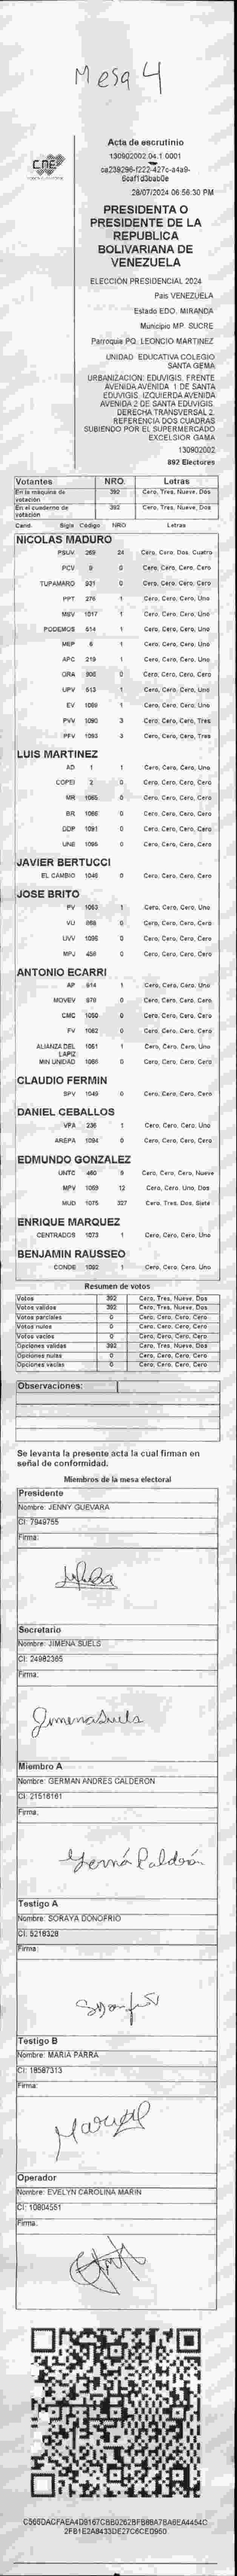 Mesa 4
CNE
Acta de escrutinio
130902002.04.1.0001
28/07/2024 06:56:30 PM
PRESIDENTA O
PRESIDENTE DE LA
REPUBLICA
BOLIVARIANA DE
VENEZUELA
ELECCIÓN PRESIDENCIAL 2024
Pais VENEZUELA
Estado EDO. MIRANDA
Municipio MP. SUCRE
Parroquia PQ. LEONCIO MARTINEZ
UNIDAD EDUCATIVA COLEGIO
SANTA GEMA
URBANIZACION: EDUVIGIS. FRENTE
AVENIDA AVENIDA 1 DE SANTA
EDUVIGIS. IZQUIERDA AVENIDA
AVENIDA 2 DE SANTA EDUVIGIS.
DERECHA TRANSVERSAL 2.
REFERENCIA DOS CUADRAS
SUBIENDO POR EL SUPERMERCADO
EXCELSIOR GAMA
130902002
892 Electores
Votantes NRO. Letras
En la maquina de votación 392 Cero, Tres, Nueve, Dos
En el cuaderno de votación 392 Cero, Tres, Nueve, Dos
Cand. Sigla Código NRO Letras
NICOLAS MADURO
PSUV 269 24 Cero, Cero, Dos, Cuatro
PCV 9 0 Cero, Cero, Cero, Cero
TUPAMARO 931 0 Cero, Cero, Cero, Cero
PPT 276 1 Cero, Cero, Cero, Uno
MSV 1017 1 Cero, Cero, Cero, Uno
PODEMOS 514 1 Cero, Cero, Cero, Uno
MEP 6 1 Cero, Cero, Cero, Uno
APC 219 1 Cero, Cero, Cero, Uno
ORA 906 0 Cero, Cero, Cero, Cero
UPV 513 1 Cero, Cero, Cero, Uno
EV 1089 1 Cero, Cero, Cero, Uno
PVV 1090 3 Cero, Cero, Cero, Tres
PFV 1093 3 Cero, Cero, Cero, Tres
LUIS MARTINEZ
AD 1 1 Cero, Cero, Cero, Uno
COPEI 2 0 Cero, Cero, Cero, Cero
MR 1065 0 Cero, Cero, Cero, Cero
BR 1086 0 Cero, Cero, Cero, Cero
DDP 1091 0 Cero, Cero, Cero, Cero
UNE 1096 0 Cero, Cero, Cero, Cero
JAVIER BERTUCCI
EL CAMBIO 1046 0 Cero, Cero, Cero, Cero
JOSE BRITO
PV 1053 1 Cero, Cero, Cero, Uno
VU 868 0 Cero, Cero, Cero, Cero
UVV 1095 0 Cero, Cero, Cero, Cero
MPJ 456 0 Cero, Cero, Cero, Cero
ANTONIO ECARRI
AP 914 1 Cero, Cero, Cero, Uno
MOVEV 979 0 Cero, Cero, Cero, Cero
CMC 1050 0 Cero, Cero, Cero, Cero
FV 1062 0 Cero, Cero, Cero, Cero
ALIANZA DEL LAPIZ 1051 1 Cero, Cero, Cero, Uno
MIN UNIDAD 1086 0 Cero, Cero, Cero, Cero
CLAUDIO FERMIN
SPV 1049 0 Cero, Cero, Cero, Cero
DANIEL CEBALLOS
VPA 236 1 Cero, Cero, Cero, Uno
AREPA 1094 0 Cero, Cero, Cero, Cero
EDMUNDO GONZALEZ
UNTC 460 9 Cero, Cero, Cero, Nueve
MPV 1069 12 Cero, Cero, Uno, Dos
MUD 1075 327 Cero, Tres, Dos, Siete
ENRIQUE MARQUEZ
CENTRADOS 1073 1 Cero, Cero, Cero, Uno
BENJAMIN RAUSSEO
CONDE 1092 1 Cero, Cero, Cero, Uno
Resumen de votos
Votos 392 Cero, Tres, Nueve, Dos
Votos validos 392 Cero, Tres, Nueve, Dos
Votos parciales 0 Cero, Cero, Cero, Cero
Votos nulos 0 Cero, Cero, Cero, Cero
Votos vacios 0 Cero, Cero, Cero, Cero
Opciones validas 392 Cero, Tres, Nueve, Dos
Opciones nulas 0 Cero, Cero, Cero, Cero
Opciones vacias 0 Cero, Cero, Cero, Cero
Observaciones:
Se levanta la presente acta la cual firman en
señal de conformidad.
Miembros de la mesa electoral
Presidente
Nombre: JENNY GUEVARA
CI: 7949755
Firma:
Secretario
Nombre: JIMENA SUELS
CI: 24982365
Firma:
Jimena Suels
Miembro A
Nombre: GERMAN ANDRES CALDERON
CI: 21516161
Firma:
Germán Calderón
Testigo A
Nombre: SORAYA DONOFRIO
CI: 5218328
Firma:
Testigo B
Nombre: MARIA PARRA
CI: 18587313
Firma:
Operador
Nombre: EVELYN CAROLINA MARIN
CI: 10804551
Firma: